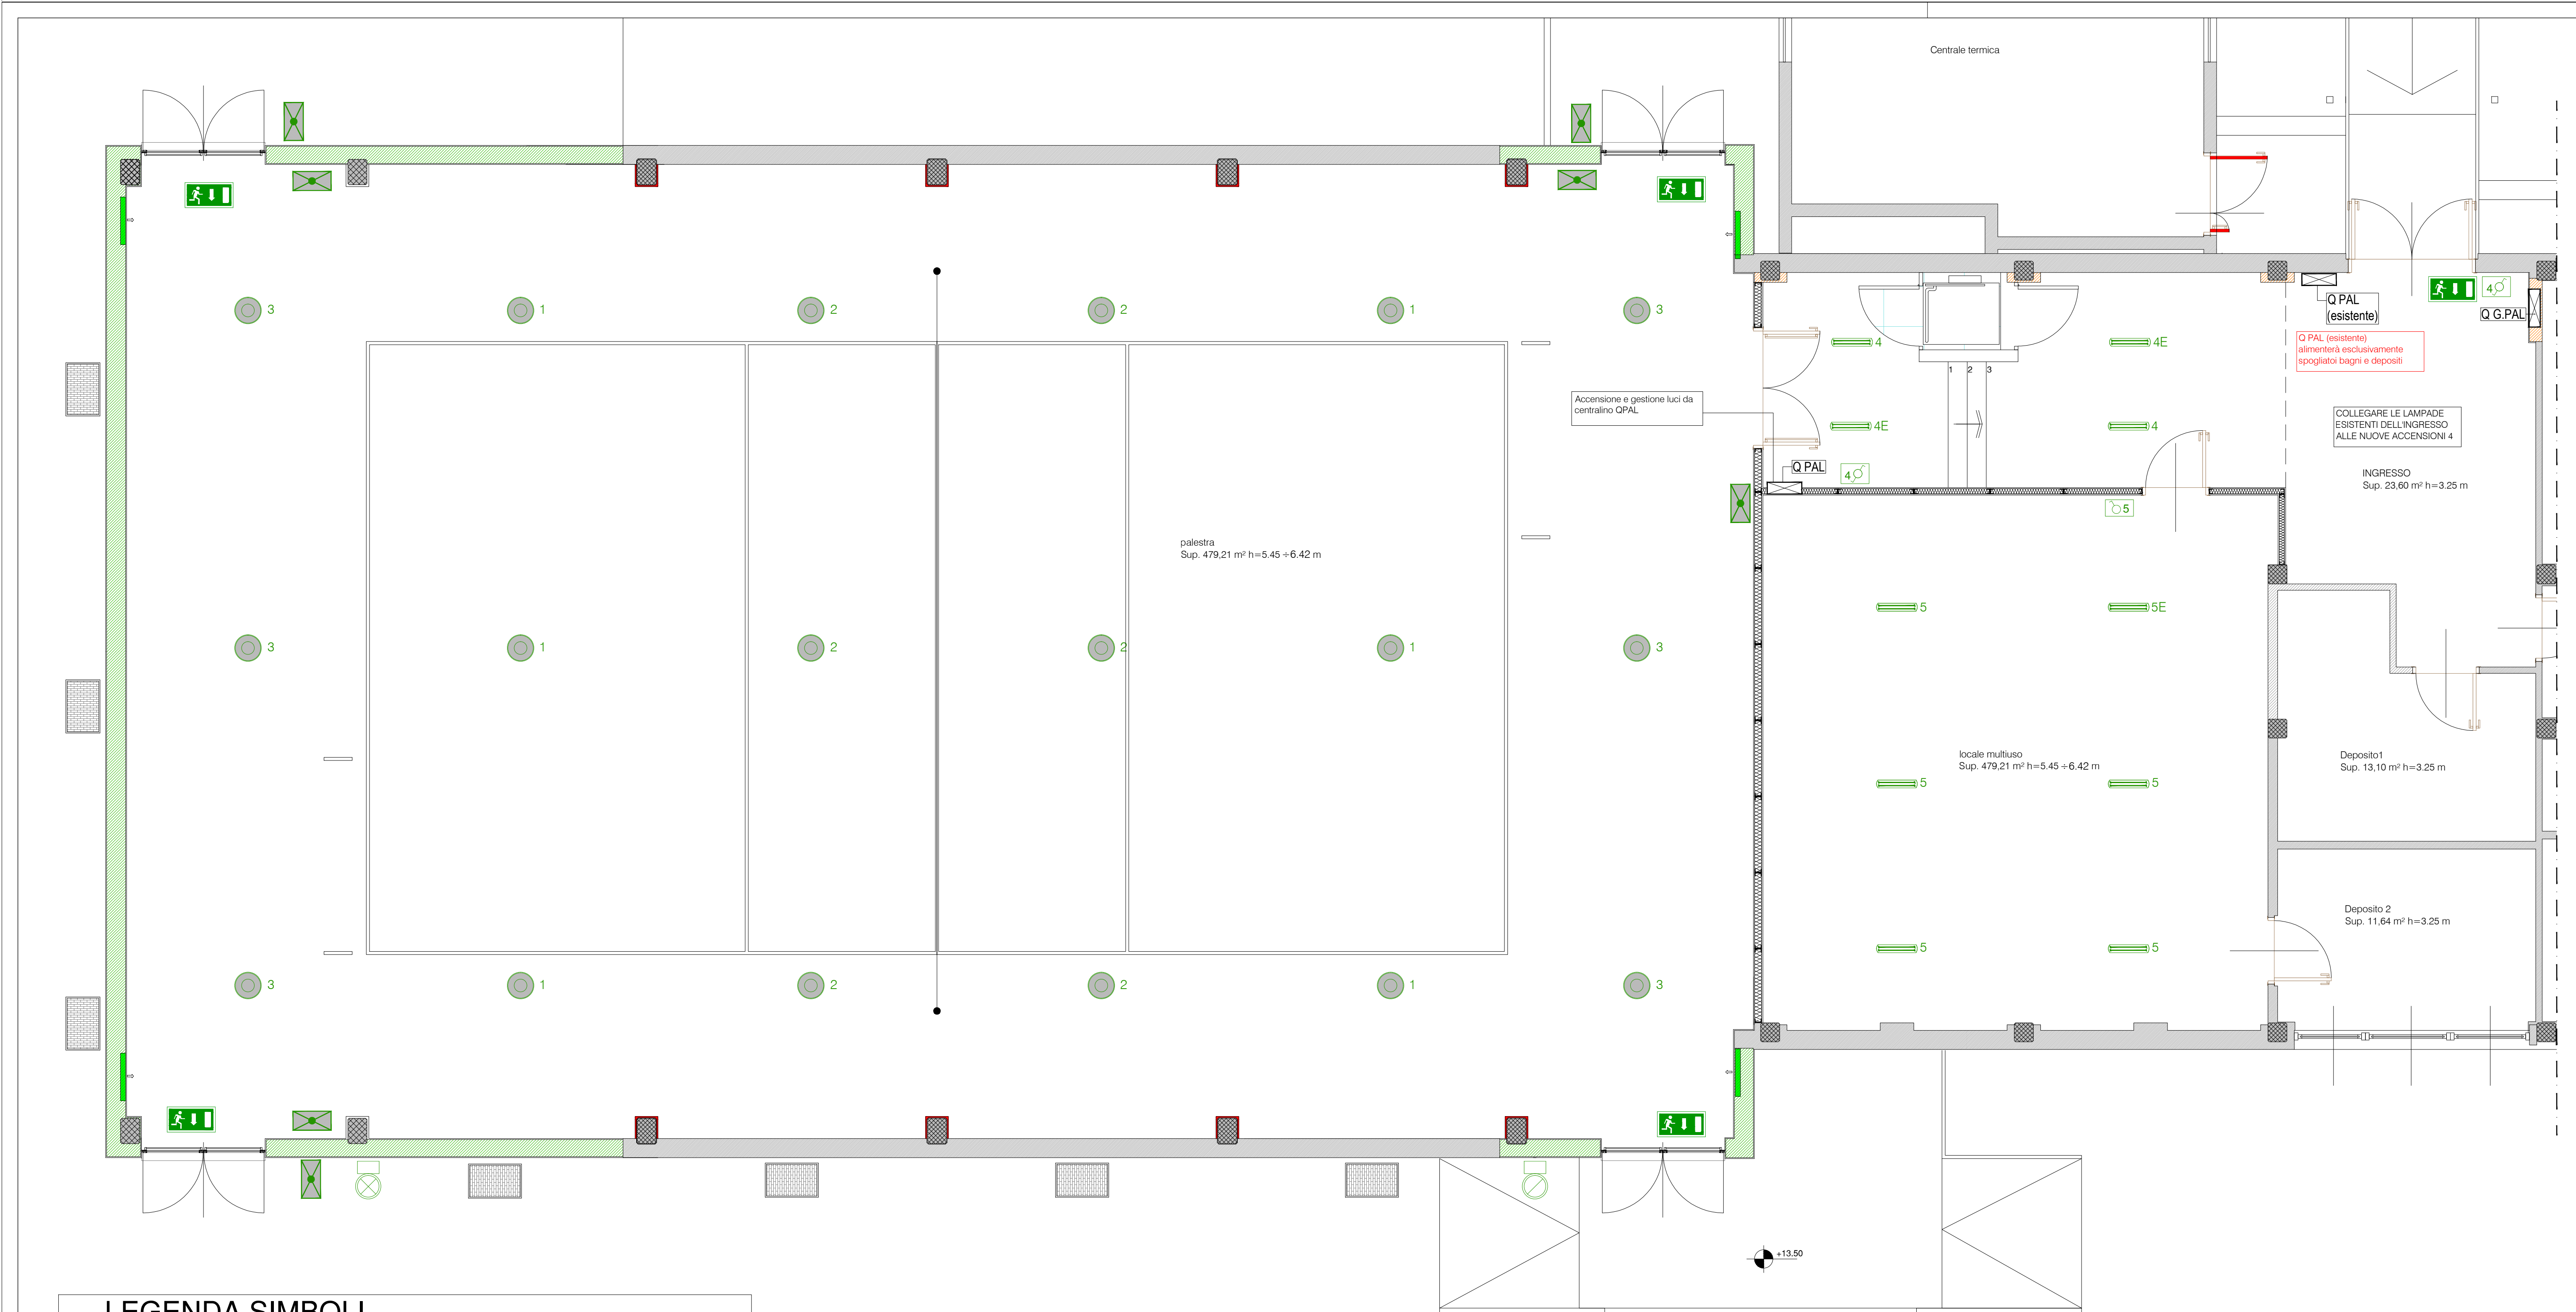 Centrale termica
Q PAL
(esistente)
4
Q G.PAL
Q PAL (esistente)
alimenterà esclusivamente
spogliatoi bagni e depositi
3
1
2
2
1
3
4
4E
1 2 3
Accensione e gestione luci da
centralino QPAL
4E
4
COLLEGARE LE LAMPADE
ESISTENTI DELL'INGRESSO
ALLE NUOVE ACCENSIONI 4
Q PAL
4
INGRESSO
Sup. 23,60 m² h=3.25 m
5
palestra
Sup. 479,21 m² h=5.45 ÷6.42 m
5
5E
3
1
2
2
1
3
locale multiuso
Sup. 479,21 m² h=5.45 ÷6.42 m
Deposito1
Sup. 13,10 m² h=3.25 m
5
5
Deposito 2
Sup. 11,64 m² h=3.25 m
5
5
3
1
2
2
1
3
+13.50
LEGENDA SIMBOLI